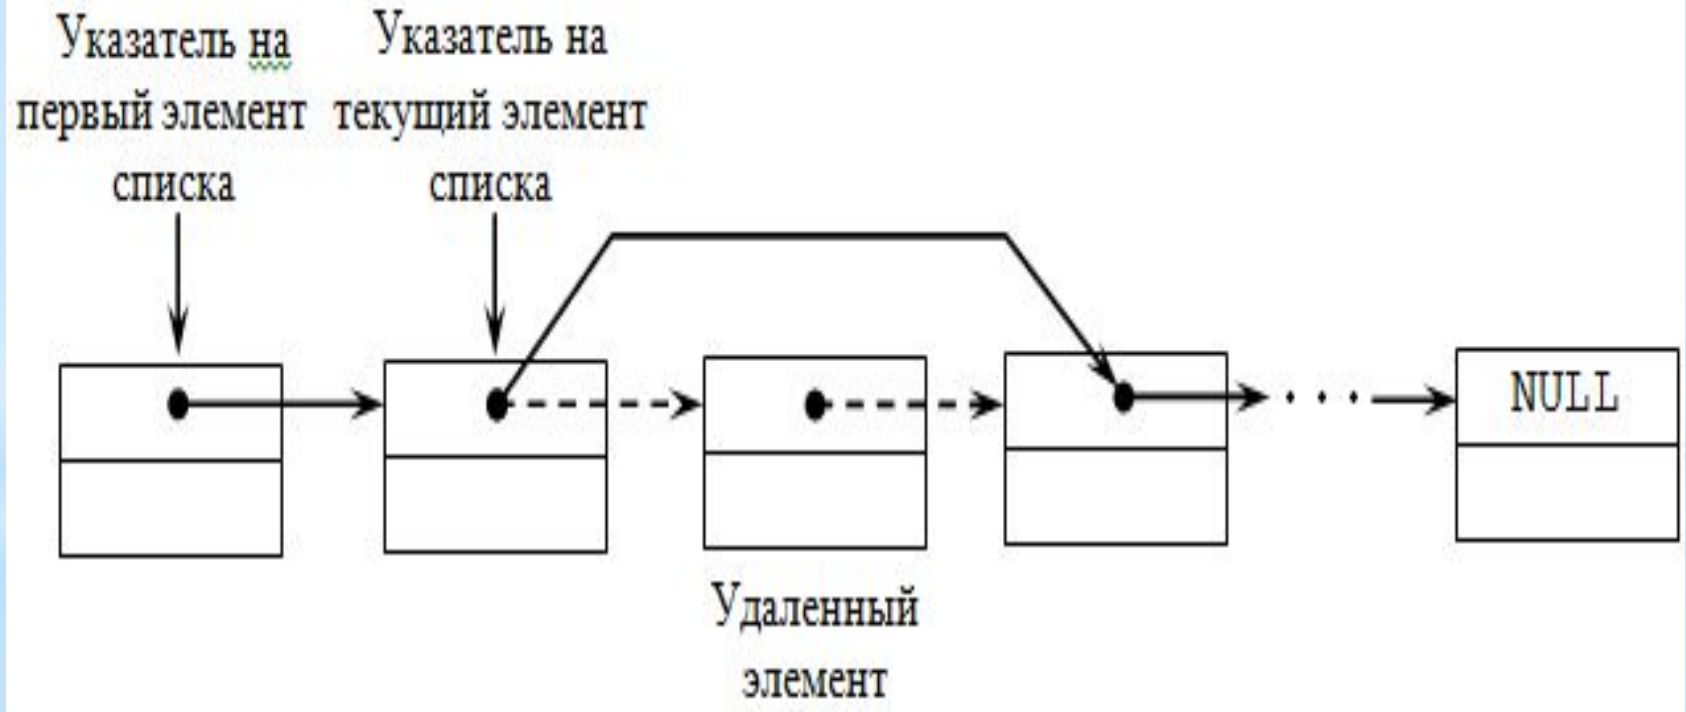 Указатель на
первый элемент
списка
Указатель на
текущий элемент
списка
NULL
Удаленный
элемент